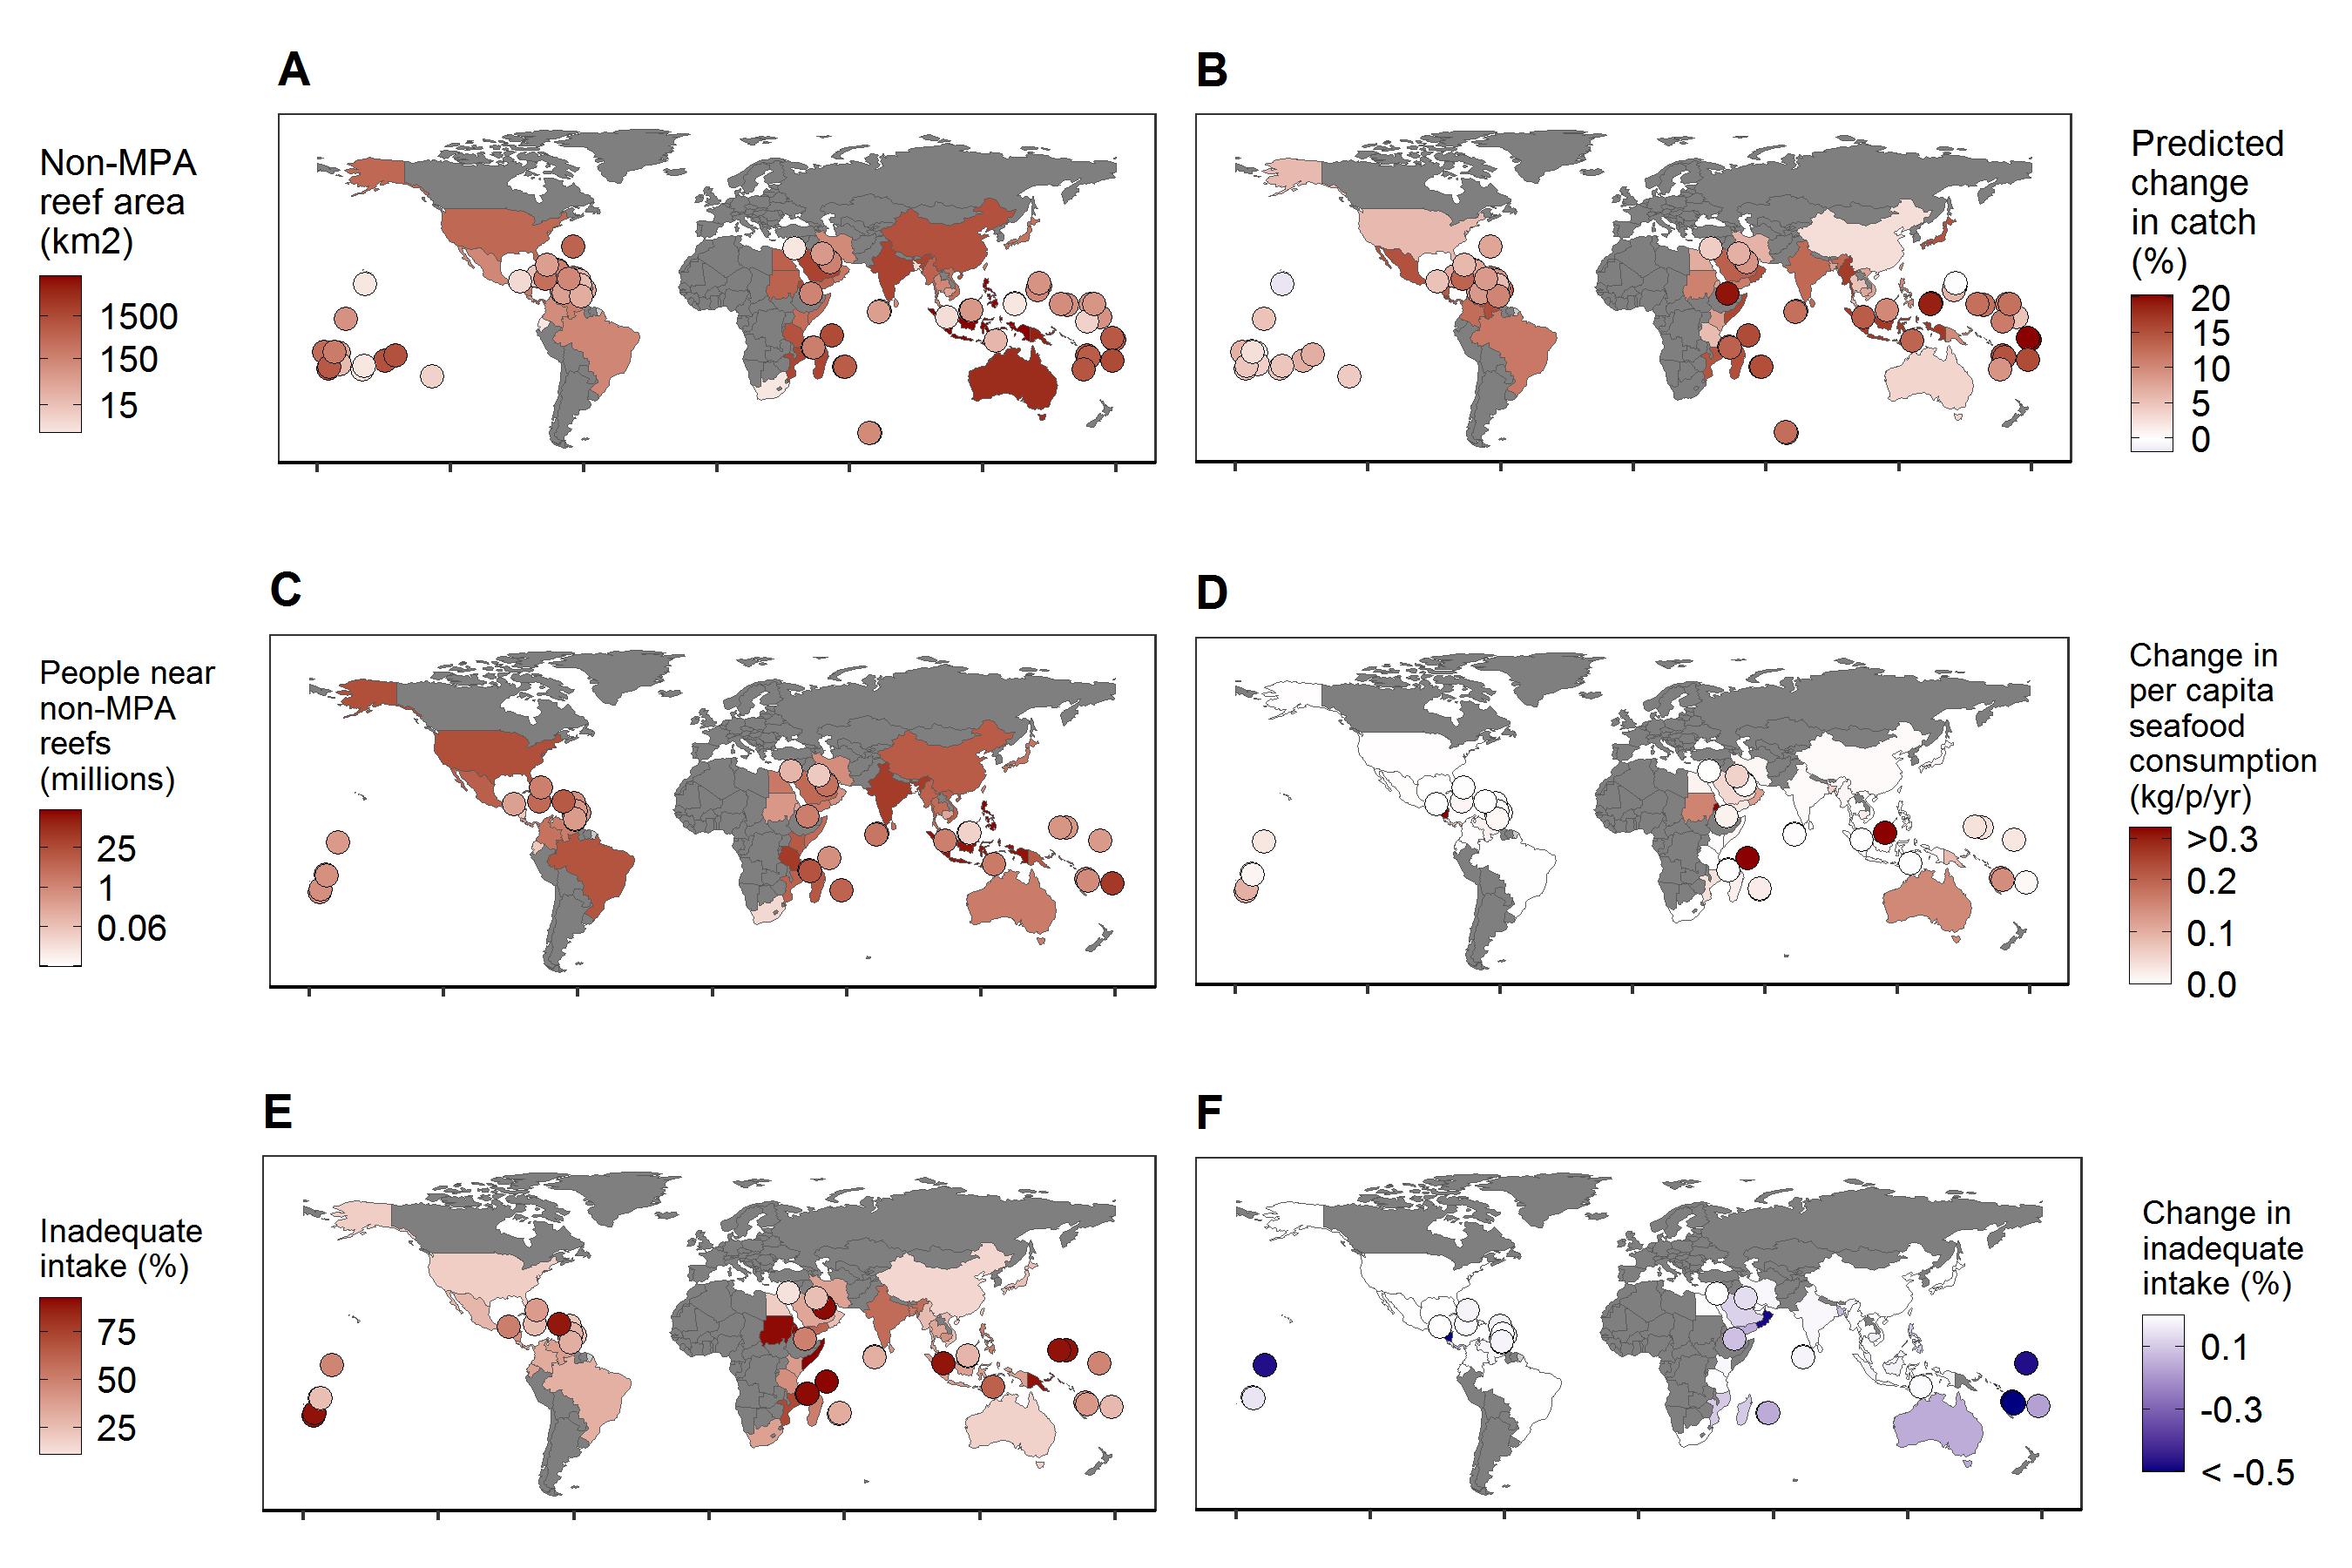 A
Non-MPA
reef area
(km2)
1500
150
15
B
Predicted
change
in catch
(%)
20
15
10
5
0
C
People near
non-MPA
reefs
(millions)
25
1
0.06
D
Change in
per capita
seafood
consumption
(kg/p/yr)
>0.3
0.2
0.1
0.0
E
Inadequate
intake (%)
75
50
25
F
Change in
inadequate
intake (%)
0.1
-0.3
< -0.5